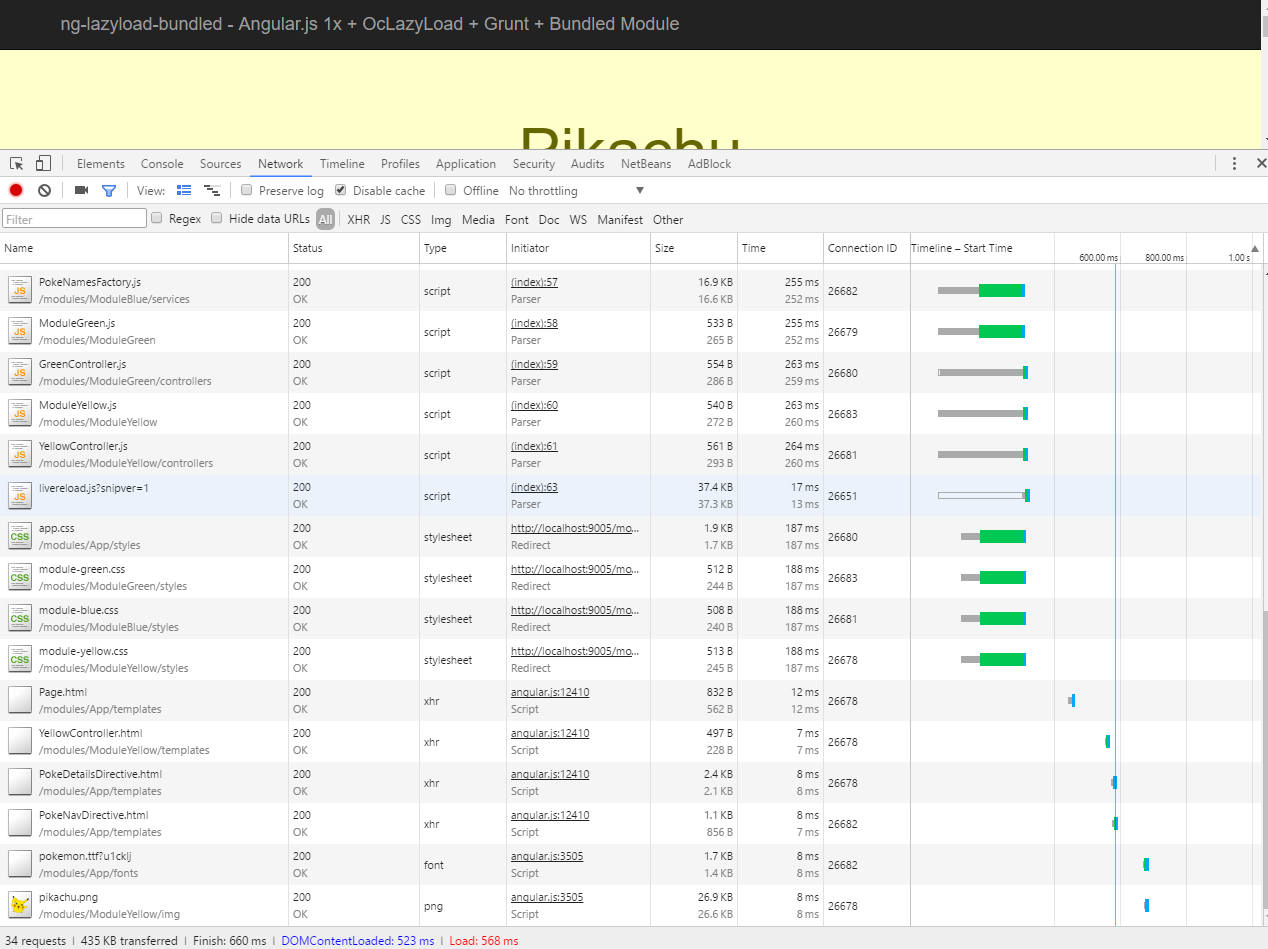 ng-lazyload-bundled - Angular.js 1x + OcLazyLoad + Grunt + Bundled Module
Pikachu
Elements Console Sources Network Timeline Profiles Application Security Audits NetBeans AdBlock
View: Preserve log Disable cache Offline No throttling
Filter Regex Hide data URLs All XHR JS CSS Img Media Font Doc WS Manifest Other
Name Status Type Initiator Size Time Connection ID Timeline – Start Time 600.00 ms 800.00 ms 1.00 s
PokeNamesFactory.js 200 (index):57 16.9 KB 255 ms
JS script 26682
/modules/ModuleBlue/services OK Parser 16.6 KB 252 ms
ModuleGreen.js 200 (index):58 533 B 255 ms
JS script 26679
/modules/ModuleGreen OK Parser 265 B 252 ms
GreenController.js 200 (index):59 554 B 263 ms
JS script 26680
/modules/ModuleGreen/controllers OK Parser 286 B 259 ms
ModuleYellow.js 200 (index):60 540 B 263 ms
JS script 26683
/modules/ModuleYellow OK Parser 272 B 260 ms
YellowController.js 200 (index):61 561 B 264 ms
JS script 26681
/modules/ModuleYellow/controllers OK Parser 293 B 260 ms
livereload.js?snipver=1 200 (index):63 37.4 KB 17 ms
JS script 26651
OK Parser 37.3 KB 13 ms
app.css 200 http://localhost:9005/mo... 1.9 KB 187 ms
CSS stylesheet 26680
/modules/App/styles OK Redirect 1.7 KB 187 ms
module-green.css 200 http://localhost:9005/mo... 512 B 188 ms
CSS stylesheet 26683
/modules/ModuleGreen/styles OK Redirect 244 B 187 ms
module-blue.css 200 http://localhost:9005/mo... 508 B 188 ms
CSS stylesheet 26681
/modules/ModuleBlue/styles OK Redirect 240 B 187 ms
module-yellow.css 200 http://localhost:9005/mo... 513 B 188 ms
CSS stylesheet 26678
/modules/ModuleYellow/styles OK Redirect 245 B 187 ms
Page.html 200 angular.js:12410 832 B 12 ms
xhr 26678
/modules/App/templates OK Script 562 B 12 ms
YellowController.html 200 angular.js:12410 497 B 7 ms
xhr 26678
/modules/ModuleYellow/templates OK Script 228 B 7 ms
PokeDetailsDirective.html 200 angular.js:12410 2.4 KB 8 ms
xhr 26678
/modules/App/templates OK Script 2.1 KB 8 ms
PokeNavDirective.html 200 angular.js:12410 1.1 KB 8 ms
xhr 26682
/modules/App/templates OK Script 856 B 7 ms
pokemon.ttf?u1cklj 200 angular.js:3505 1.7 KB 8 ms
font 26682
/modules/App/fonts OK Script 1.4 KB 8 ms
pikachu.png 200 angular.js:3505 26.9 KB 8 ms
png 26678
/modules/ModuleYellow/img OK Script 26.6 KB 8 ms
34 requests | 435 KB transferred | Finish: 660 ms | DOMContentLoaded: 523 ms | Load: 568 ms